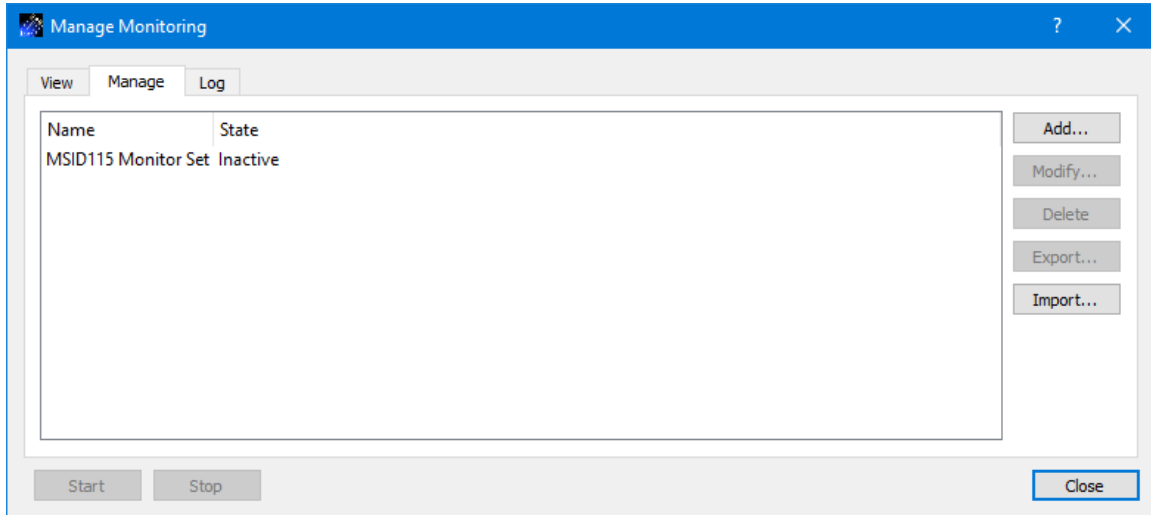 Manage Monitoring ?
View Manage Log
Name State Add...
MSID115 Monitor Set Inactive
Modify...
Delete
Export...
Import...
Start Stop Close